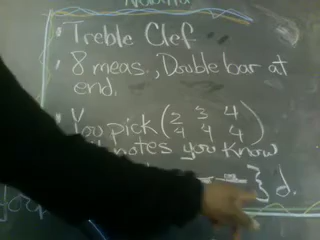 • Treble Clef
• 8 meas., Double bar at
end.
• You pick (2/4 3/4 4/4)
notes you know
} d.